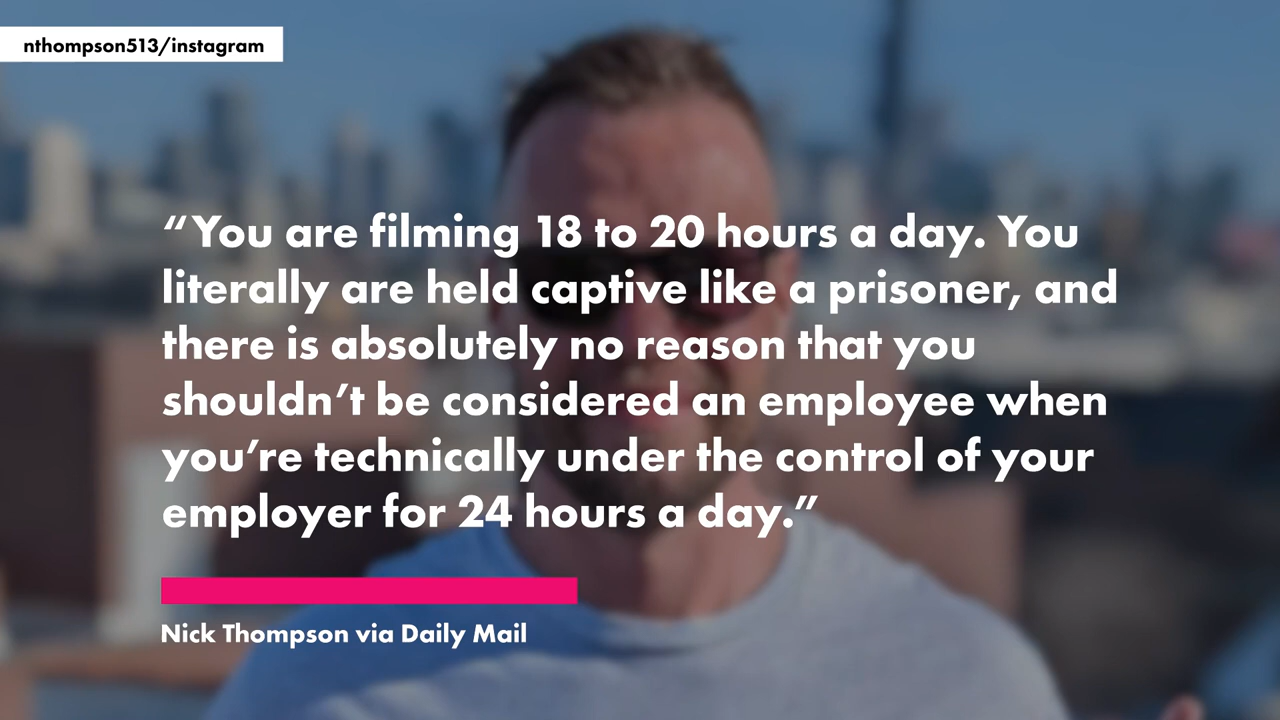 nthompson513/instagram
“You are filming 18 to 20 hours a day. You
literally are held captive like a prisoner, and
there is absolutely no reason that you
shouldn’t be considered an employee when
you’re technically under the control of your
employer for 24 hours a day.”
Nick Thompson via Daily Mail